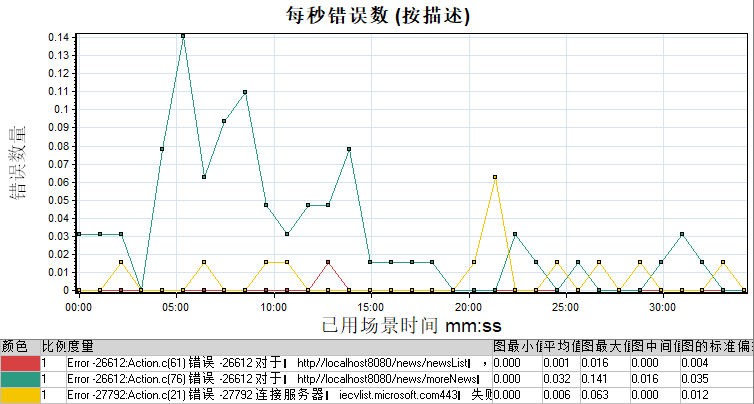 每秒错误数 (按描述)
错误数量
0.14
0.13
0.12
0.11
0.1
0.09
0.08
0.07
0.06
0.05
0.04
0.03
0.02
0.01
0
00:00 05:00 10:00 15:00 20:00 25:00 30:00
已用场景时间 mm:ss
颜色 比例 度量 图最小值 平均值 图最大值 图中间值 图的标准偏
1 Error -26612:Action.c(61) 错误 -26612 对于 http//localhost8080/news/newsList , 0.000 0.001 0.016 0.000 0.004
1 Error -26612:Action.c(76) 错误 -26612 对于 http//localhost8080/news/moreNews 0.000 0.032 0.141 0.016 0.035
1 Error -27792:Action.c(21) 错误 -27792 连接服务器 iecvlist.microsoft.com443 失败 0.000 0.006 0.063 0.000 0.012